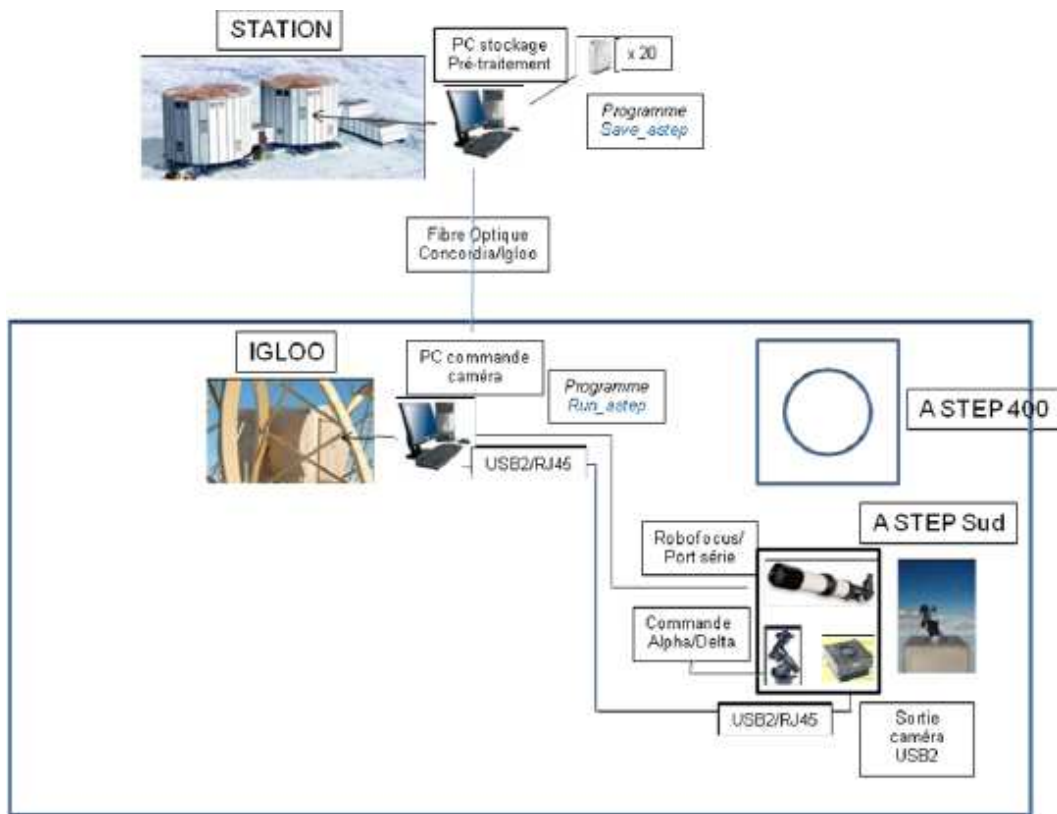 STATION
PC stockage
Pré-traitement
x 20
Programme
Save_astep
Fibre Optique
Concordia/Igloo
IGLOO
PC commande
caméra
Programme
Run_astep
A STEP 400
USB2/RJ45
A STEP Sud
Robofocus/
Port série
Commande
Alpha/Delta
USB2/RJ45
Sortie
caméra
USB2